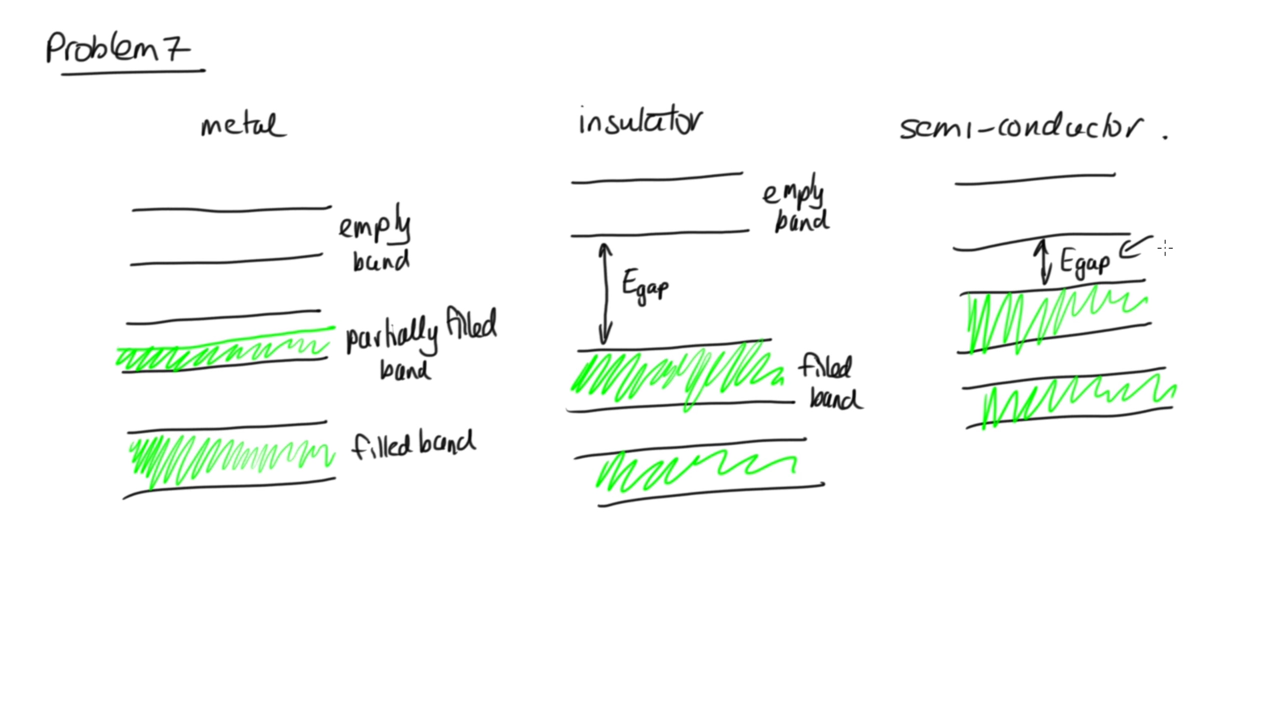 Problem 7
metal
insulator
semi-conductor.
empty
band
partially filled
band
filled band
empty
band
Egap
filled
band
Egap